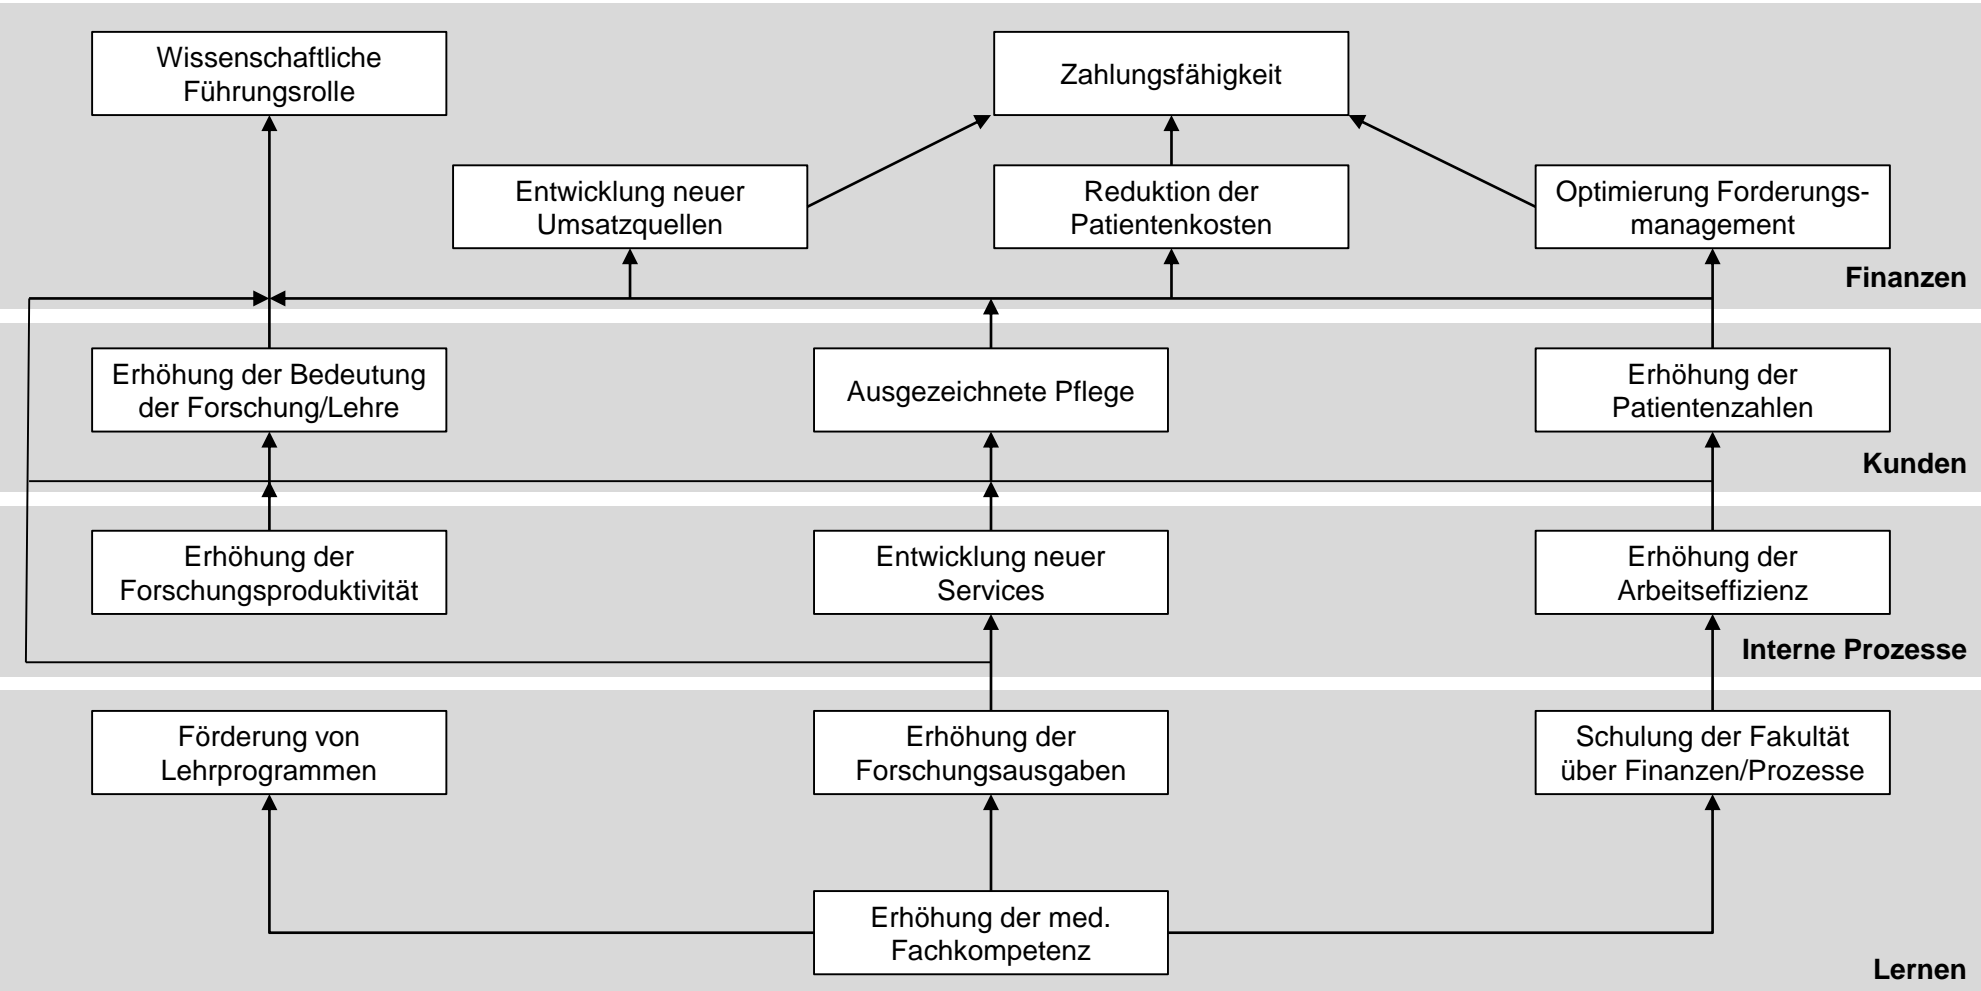 Wissenschaftliche
Führungsrolle
Zahlungsfähigkeit
Entwicklung neuer
Umsatzquellen
Reduktion der
Patientenkosten
Optimierung Forderungs-
management
Finanzen
Erhöhung der Bedeutung
der Forschung/Lehre
Ausgezeichnete Pflege
Erhöhung der
Patientenzahlen
Kunden
Erhöhung der
Forschungsproduktivität
Entwicklung neuer
Services
Erhöhung der
Arbeitseffizienz
Interne Prozesse
Förderung von
Lehrprogrammen
Erhöhung der
Forschungsausgaben
Schulung der Fakultät
über Finanzen/Prozesse
Erhöhung der med.
Fachkompetenz
Lernen